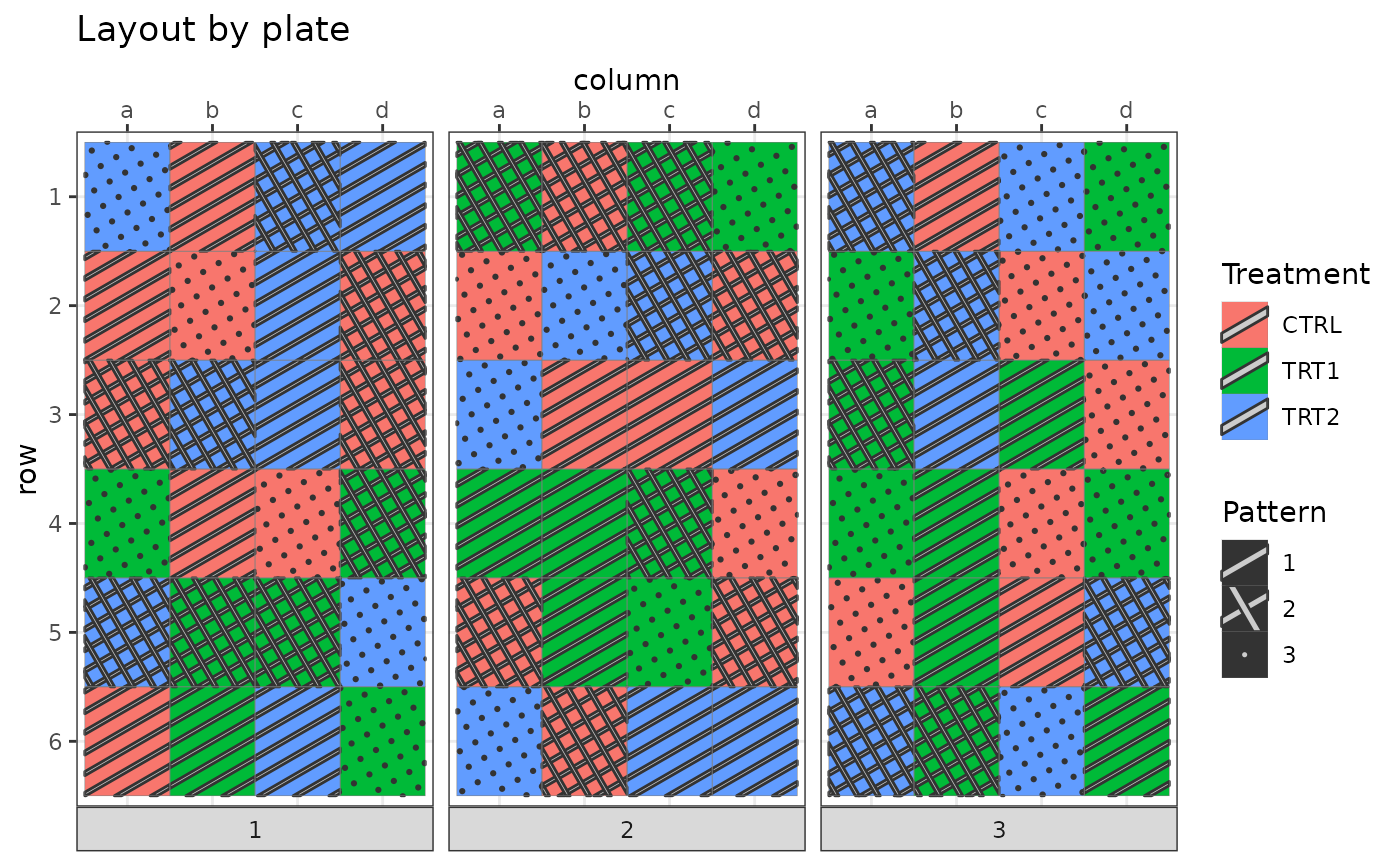 Layout by plate
column
a b c d a b c d a b c d
1
2
3
4
5
6
row
1 2 3
Treatment
CTRL
TRT1
TRT2
Pattern
1
2
3